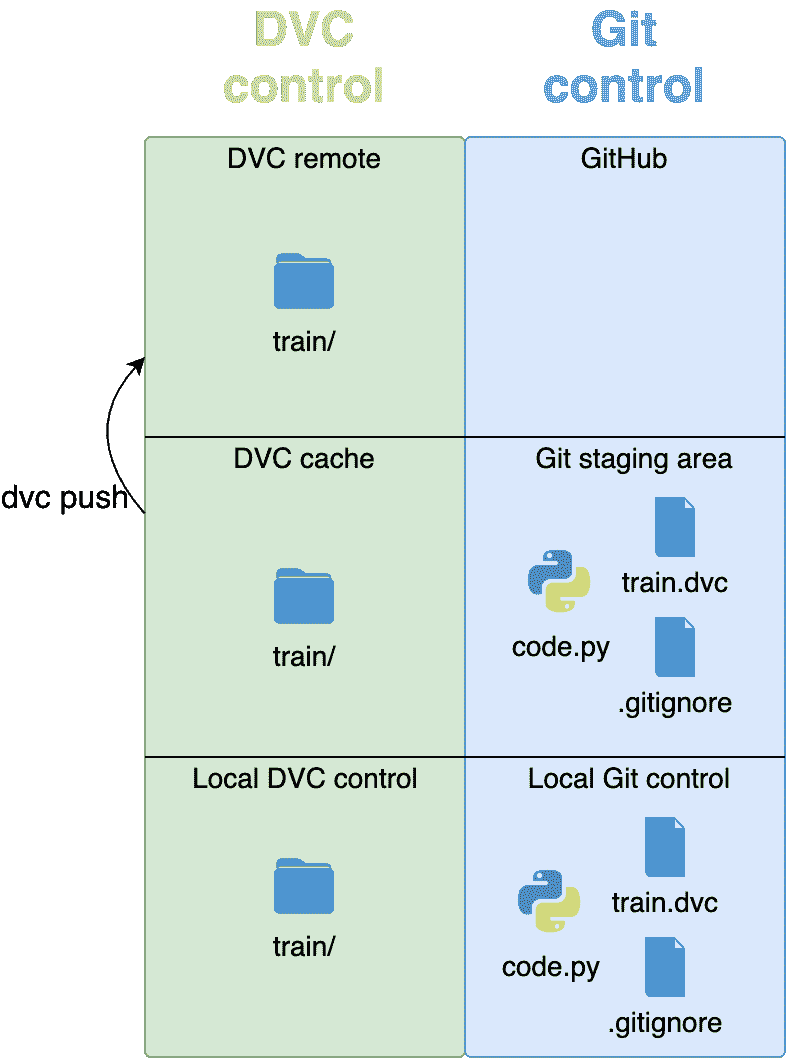 DVC
control
Git
control
DVC remote
GitHub
train/
dvc push
DVC cache
Git staging area
train.dvc
code.py
train/
.gitignore
Local DVC control
Local Git control
train.dvc
train/
code.py
.gitignore